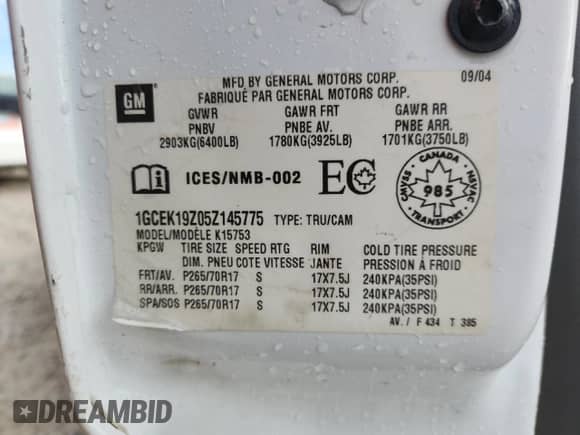 MFD BY GENERAL MOTORS CORP. 09/04
FABRIQUÉ PAR GENERAL MOTORS CORP.
GM
GVWR GAWR FRT GAWR RR
PNBV PNBE AV. PNBE ARR.
2903KG(6400LB) 1780KG(3925LB) 1701KG(3750LB)
ICES/NMB-002 EC
CANADA
CMVSS NSVAC
985
TRANSPORT
1GCEK19Z05Z145775 TYPE: TRU/CAM
MODEL/MODÈLE K15753
KPGW TIRE SIZE SPEED RTG RIM COLD TIRE PRESSURE
DIM. PNEU COTE VITESSE JANTE PRESSION À FROID
FRT/AV. P265/70R17 S 17X7.5J 240KPA(35PSI)
RR/ARR. P265/70R17 S 17X7.5J 240KPA(35PSI)
SPA/SOS P265/70R17 S 17X7.5J 240KPA(35PSI)
AV. / F 434 T 385
DREAMBID